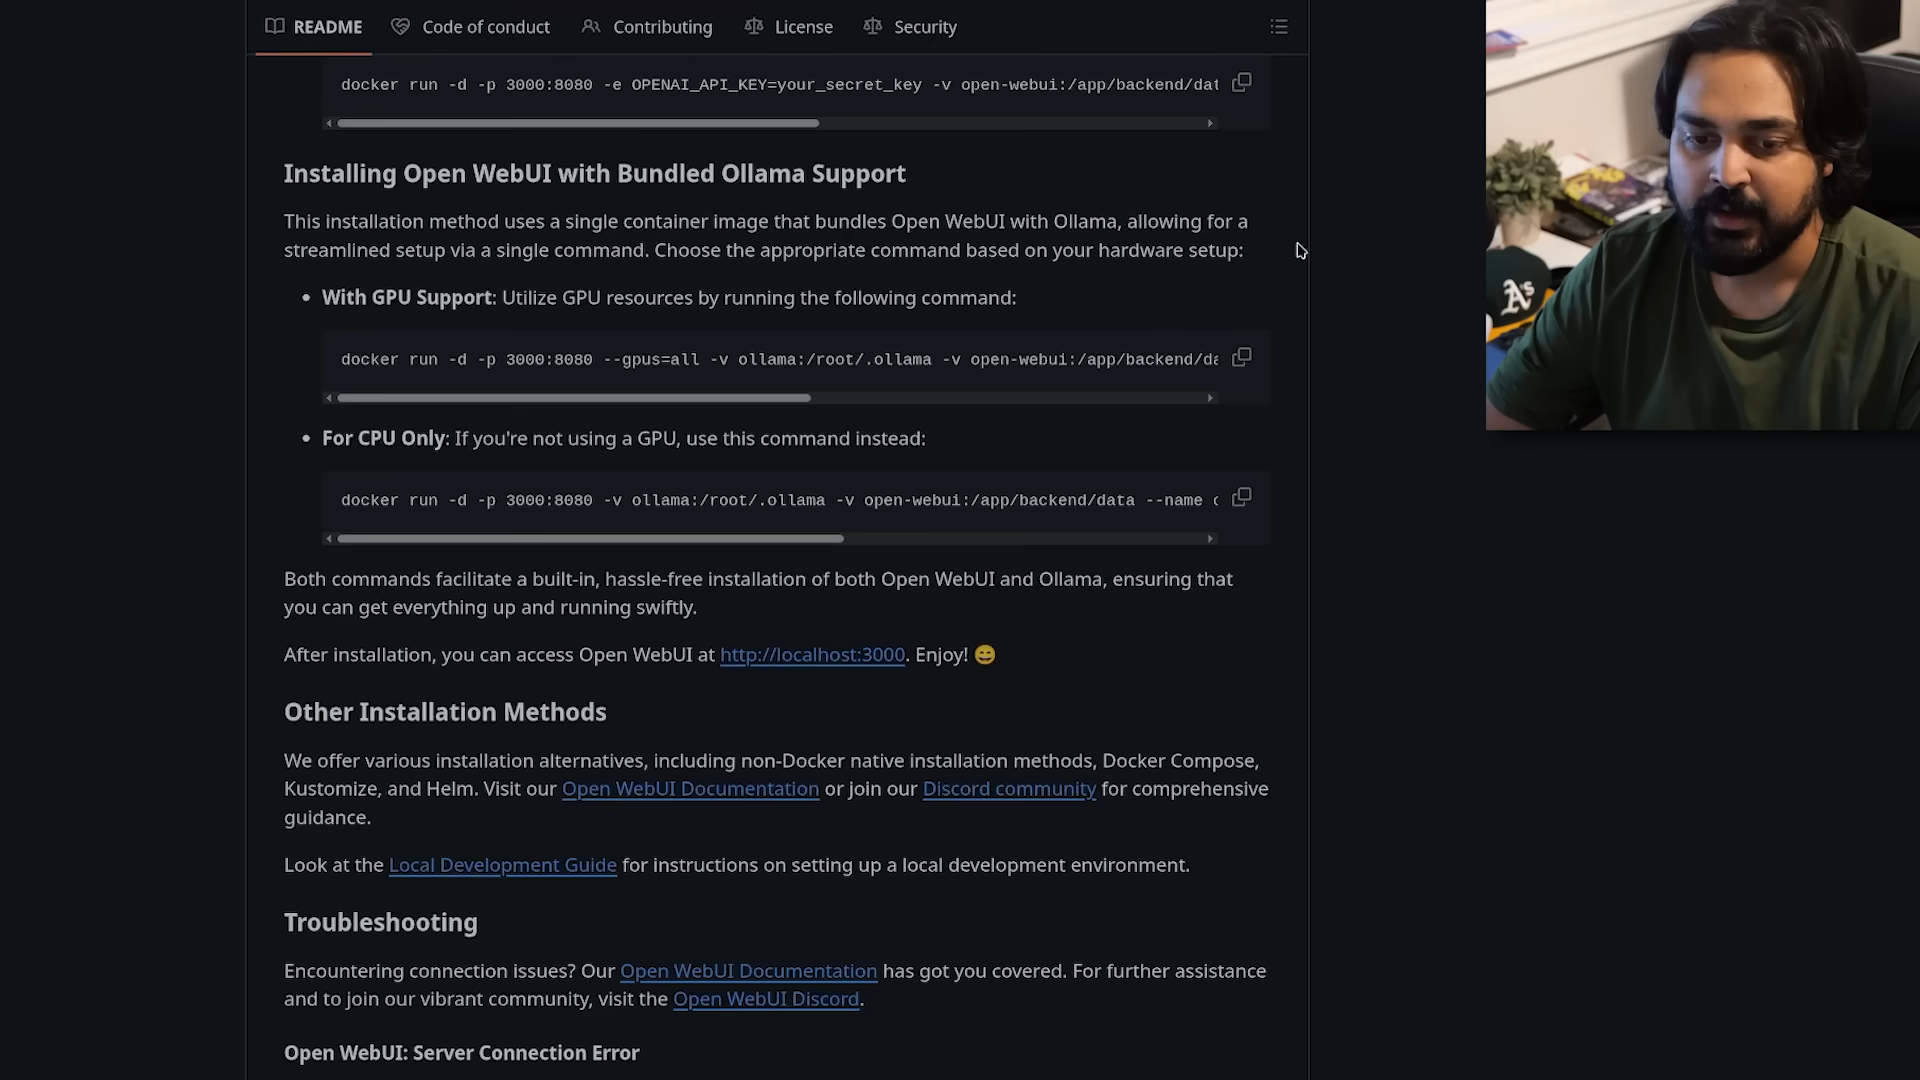 README Code of conduct Contributing License Security
docker run -d -p 3000:8080 -e OPENAI_API_KEY=your_secret_key -v open-webui:/app/backend/dat
Installing Open WebUI with Bundled Ollama Support
This installation method uses a single container image that bundles Open WebUI with Ollama, allowing for a
streamlined setup via a single command. Choose the appropriate command based on your hardware setup:
• With GPU Support: Utilize GPU resources by running the following command:
docker run -d -p 3000:8080 --gpus=all -v ollama:/root/.ollama -v open-webui:/app/backend/da
• For CPU Only: If you're not using a GPU, use this command instead:
docker run -d -p 3000:8080 -v ollama:/root/.ollama -v open-webui:/app/backend/data --name
Both commands facilitate a built-in, hassle-free installation of both Open WebUI and Ollama, ensuring that
you can get everything up and running swiftly.
After installation, you can access Open WebUI at http://localhost:3000. Enjoy! 😄
Other Installation Methods
We offer various installation alternatives, including non-Docker native installation methods, Docker Compose,
Kustomize, and Helm. Visit our Open WebUI Documentation or join our Discord community for comprehensive
guidance.
Look at the Local Development Guide for instructions on setting up a local development environment.
Troubleshooting
Encountering connection issues? Our Open WebUI Documentation has got you covered. For further assistance
and to join our vibrant community, visit the Open WebUI Discord.
Open WebUI: Server Connection Error
A's